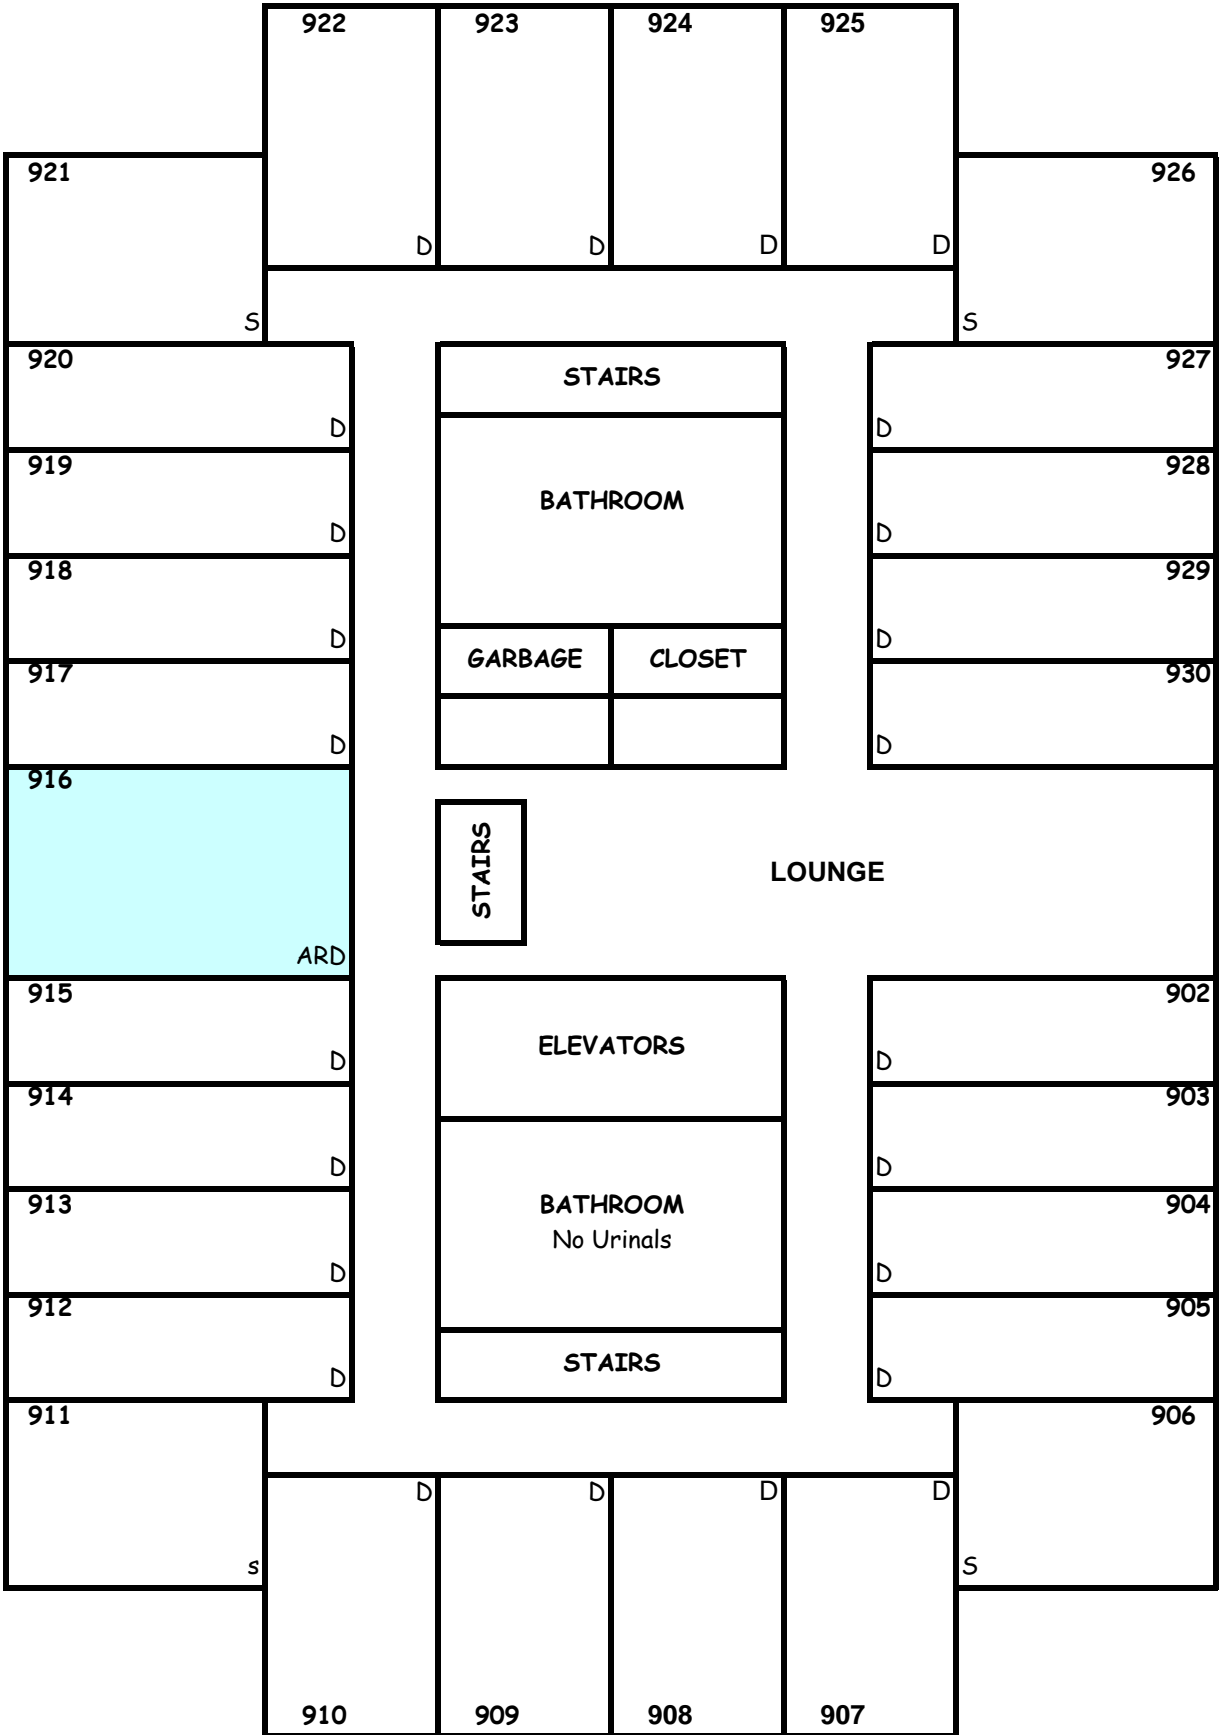 922 923 924 925
921 926
D D D D
S S
920 STAIRS 927
D D
919 928
BATHROOM
D D
918 929
D D
GARBAGE CLOSET
917 930
D D
916
STAIRS LOUNGE
ARD
915 902
ELEVATORS
D D
914 903
D D
913 BATHROOM 904
No Urinals
D D
912 905
STAIRS
D D
911 906
D D D D
s S
910 909 908 907